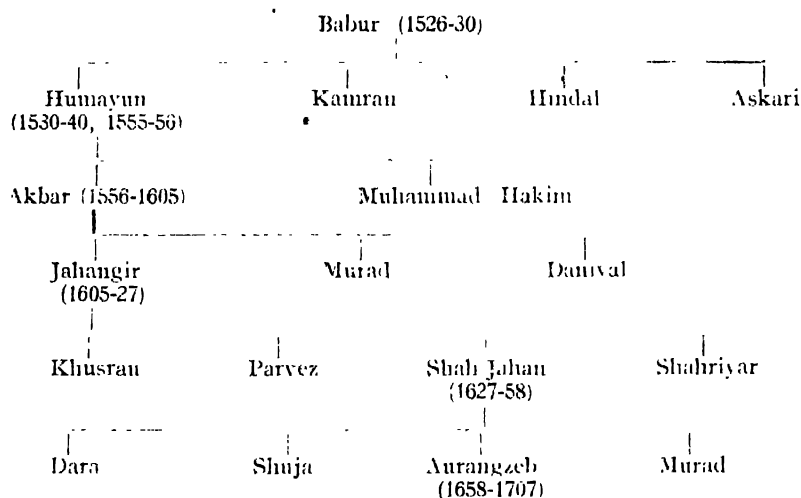 Babur (1526-30)
Humayun Kamran Hindal Askari
(1530-40, 1555-56)
Akbar (1556-1605) Muhammad Hakim
Jahangir Murad Daniyal
(1605-27)
Khusrau Parvez Shah Jahan Shahriyar
(1627-58)
Dara Shuja Aurangzeb Murad
(1658-1707)